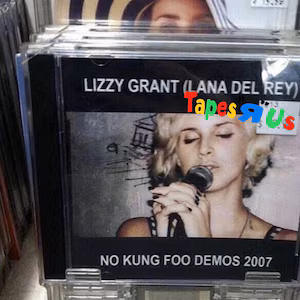 LIZZY GRANT (LANA DEL REY)
Tapes R Us
NO KUNG FOO DEMOS 2007